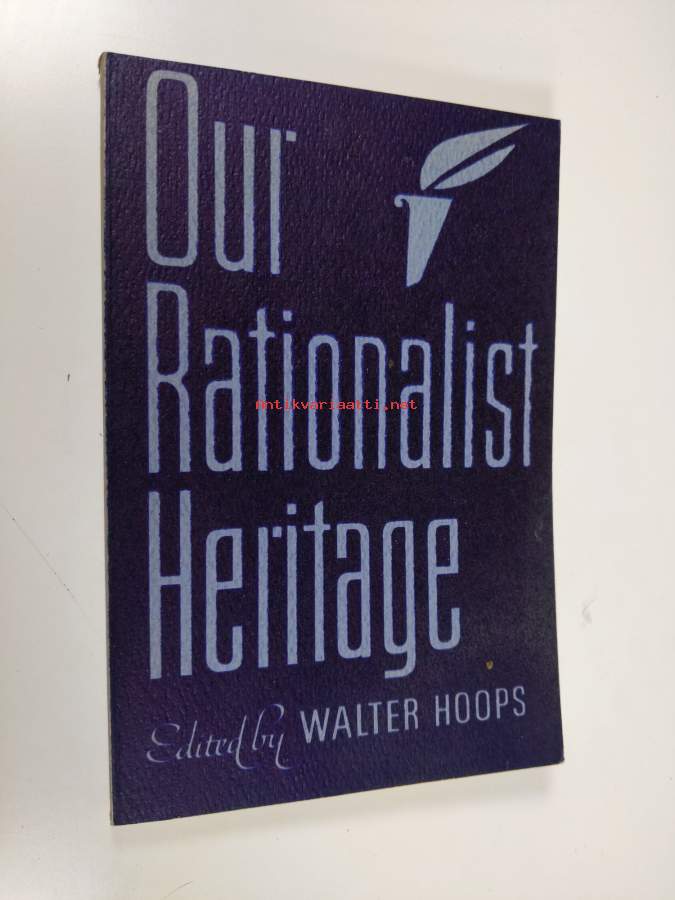 Our
Rationalist
Antikvariaatti.net
Heritage
Edited by WALTER HOOPS